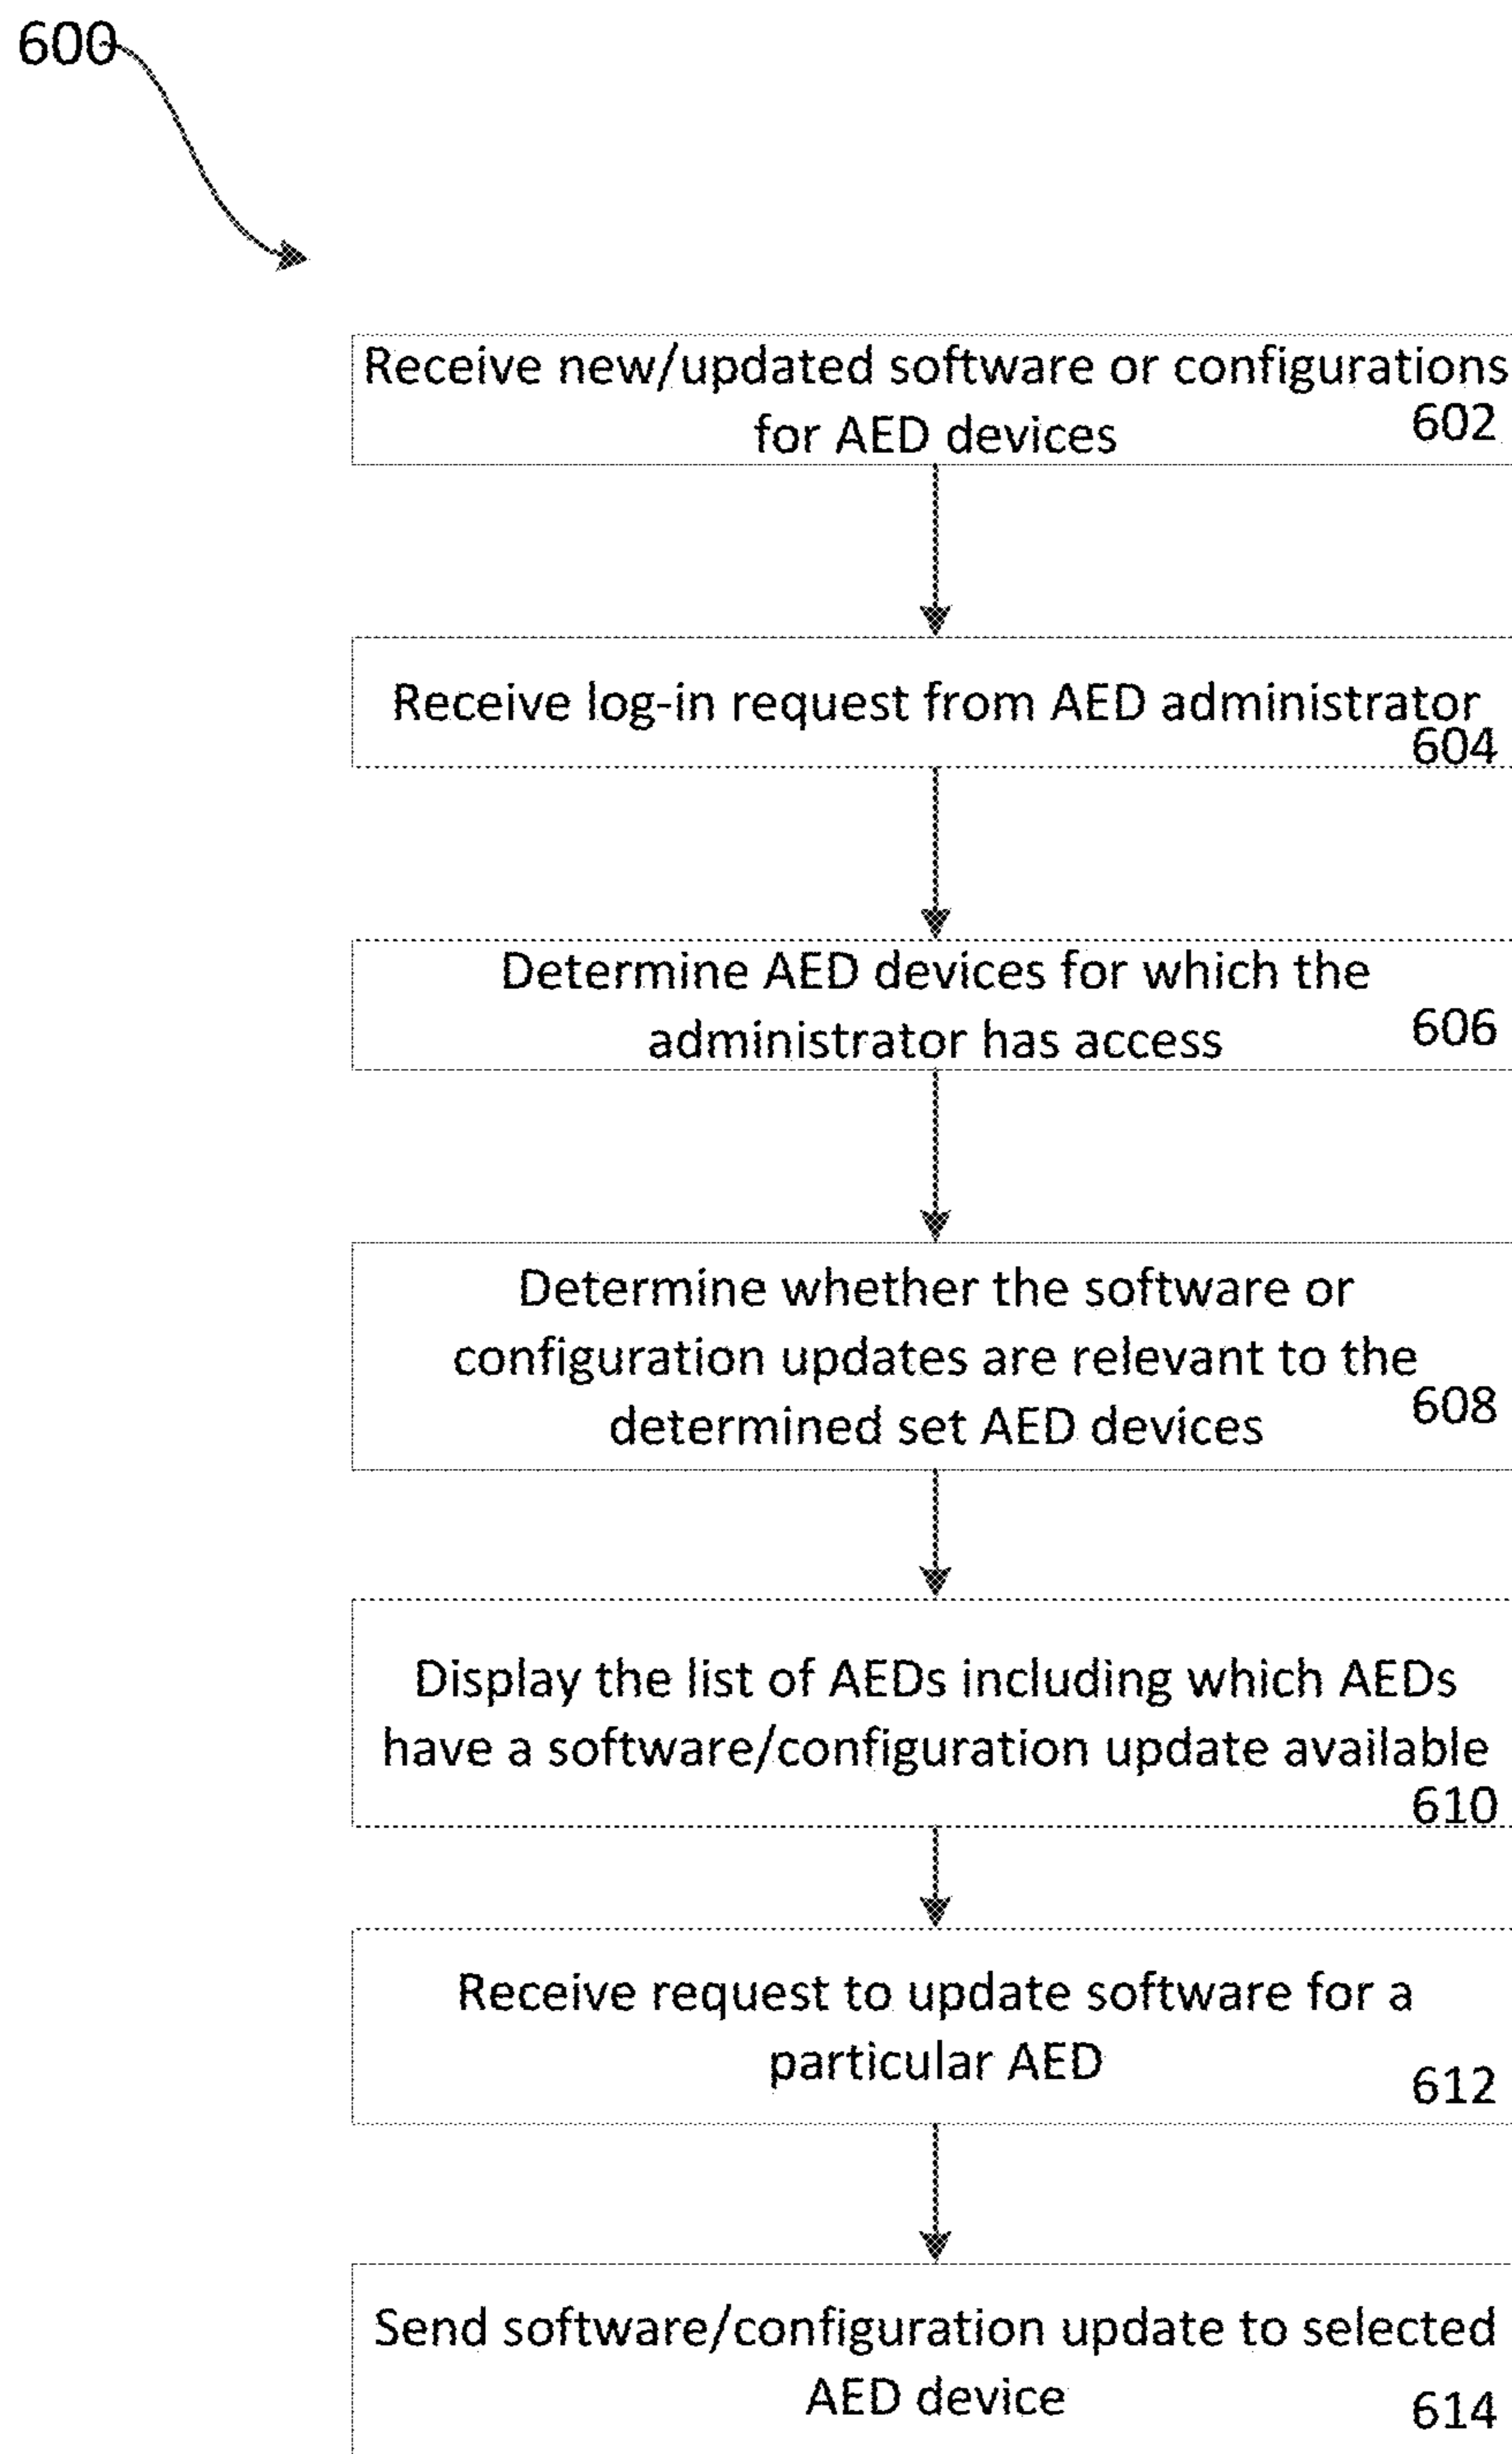 600
Receive new/updated software or configurations
for AED devices
602
Receive log-in request from AED administrator
604
Determine AED devices for which the
administrator has access
606
Determine whether the software or
configuration updates are relevant to the
determined set AED devices
608
Display the list of AEDs including which AEDs
have a software/configuration update available
610
Receive request to update software for a
particular AED
612
Send software/configuration update to selected
AED device
614